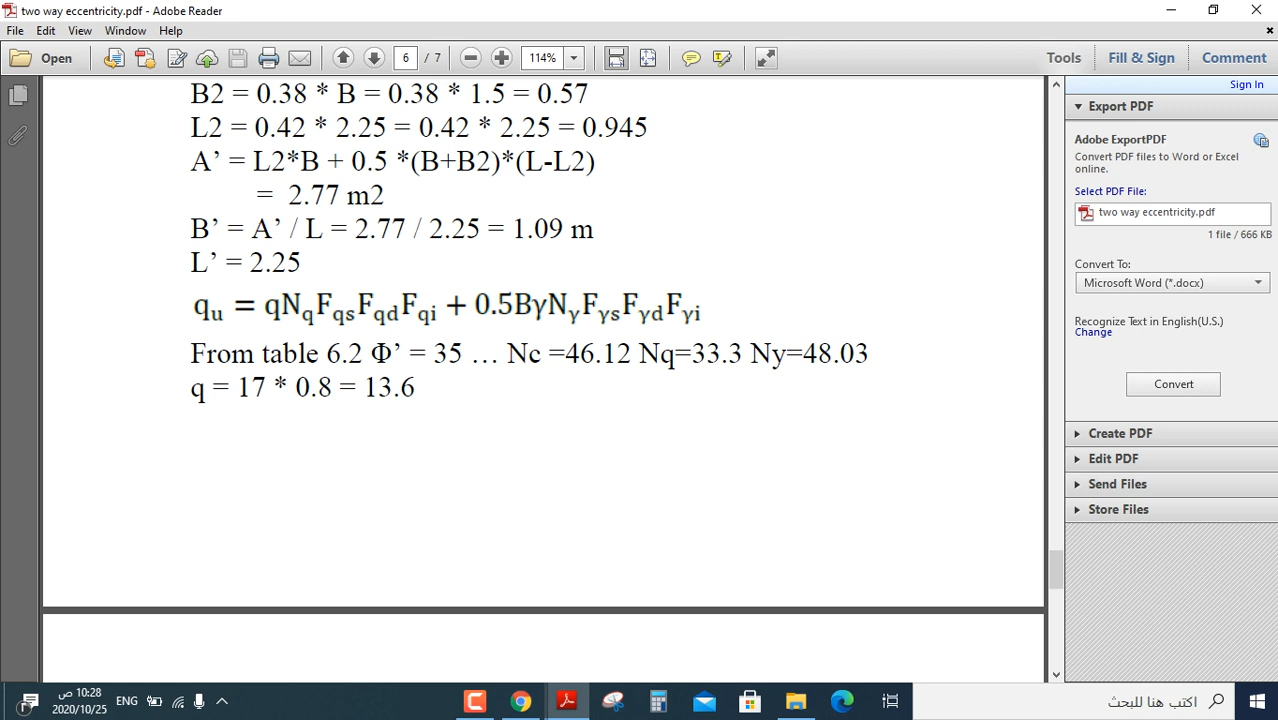 two way eccentricity.pdf - Adobe Reader
File Edit View Window Help
Open 6 / 7 114% Tools Fill & Sign Comment
B2 = 0.38 * B = 0.38 * 1.5 = 0.57
L2 = 0.42 * 2.25 = 0.42 * 2.25 = 0.945
A’ = L2*B + 0.5 *(B+B2)*(L-L2)
= 2.77 m2
B’ = A’ / L = 2.77 / 2.25 = 1.09 m
L’ = 2.25
qu = qNqFqsFqdFqi + 0.5BγNγFγsFγdFγi
From table 6.2 Φ’ = 35 … Nc =46.12 Nq=33.3 Ny=48.03
q = 17 * 0.8 = 13.6
Sign In
Export PDF
Adobe ExportPDF
Convert PDF files to Word or Excel
online.
Select PDF File:
two way eccentricity.pdf
1 file / 666 KB
Convert To:
Microsoft Word (*.docx)
Recognize Text in English(U.S.)
Change
Convert
Create PDF
Edit PDF
Send Files
Store Files
10:28 ص
2020/10/25
ENG
اكتب هنا للبحث